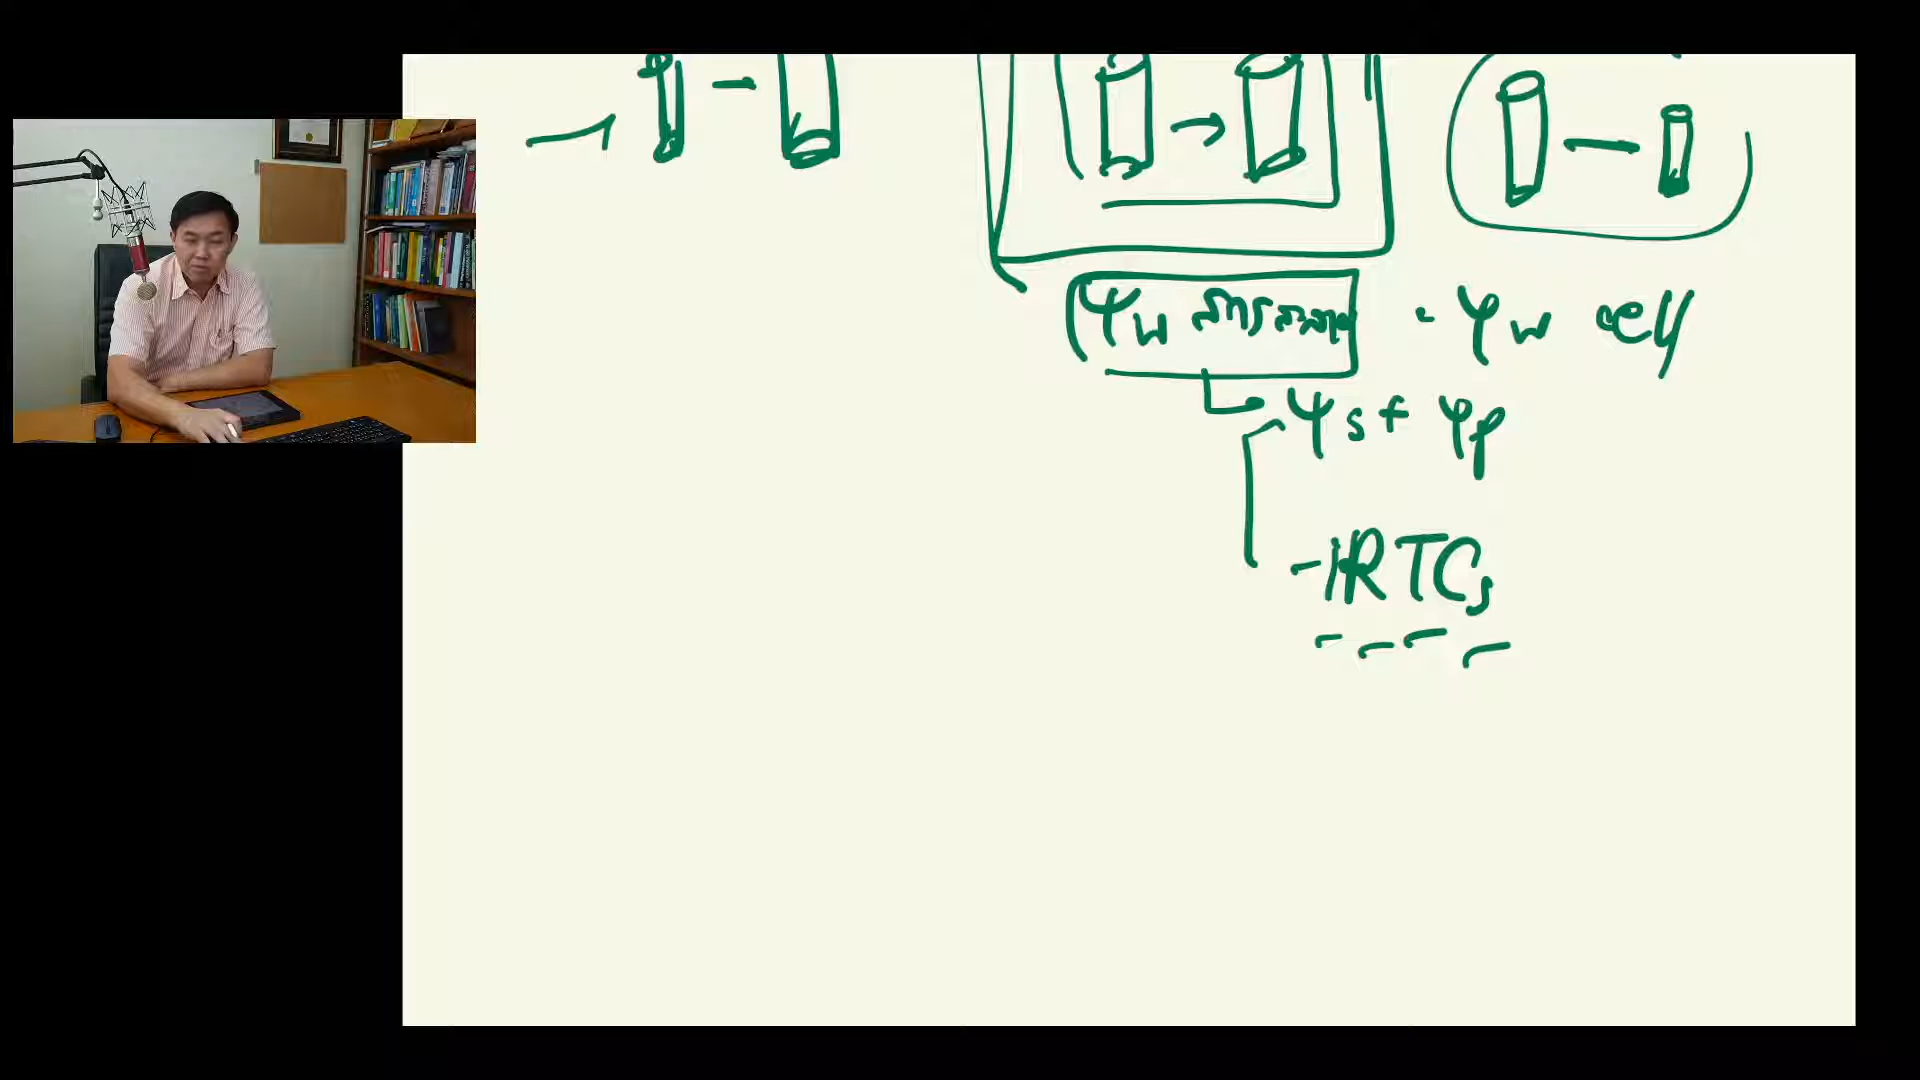 ψw สารละลาย = ψw cell
ψs + ψp
-iRTCs